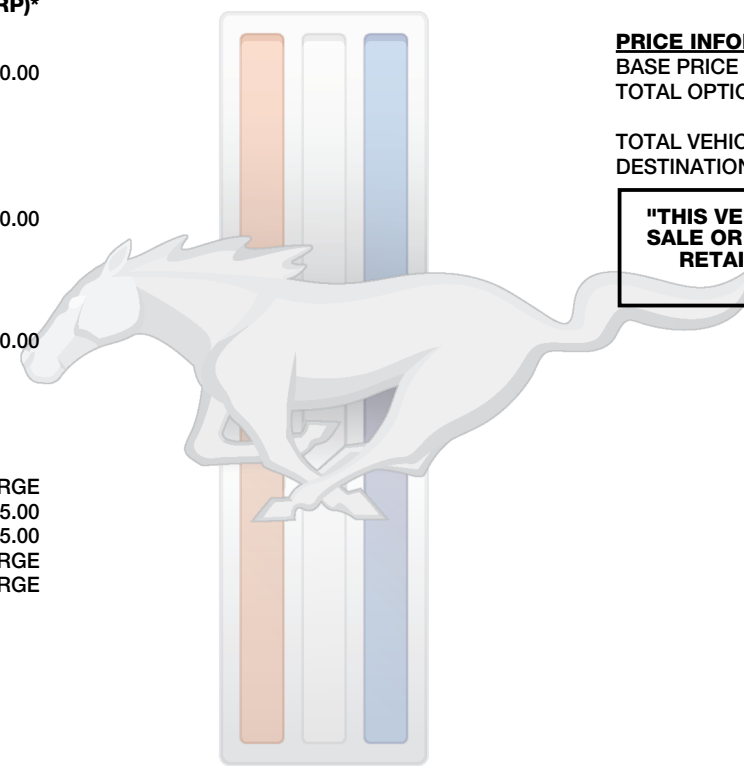 RP)*
0.00
0.00
0.00
RGE
5.00
5.00
RGE
RGE
PRICE INFO
BASE PRICE
TOTAL OPTIO
TOTAL VEHIC
DESTINATION
"THIS VE
SALE OR
RETAI